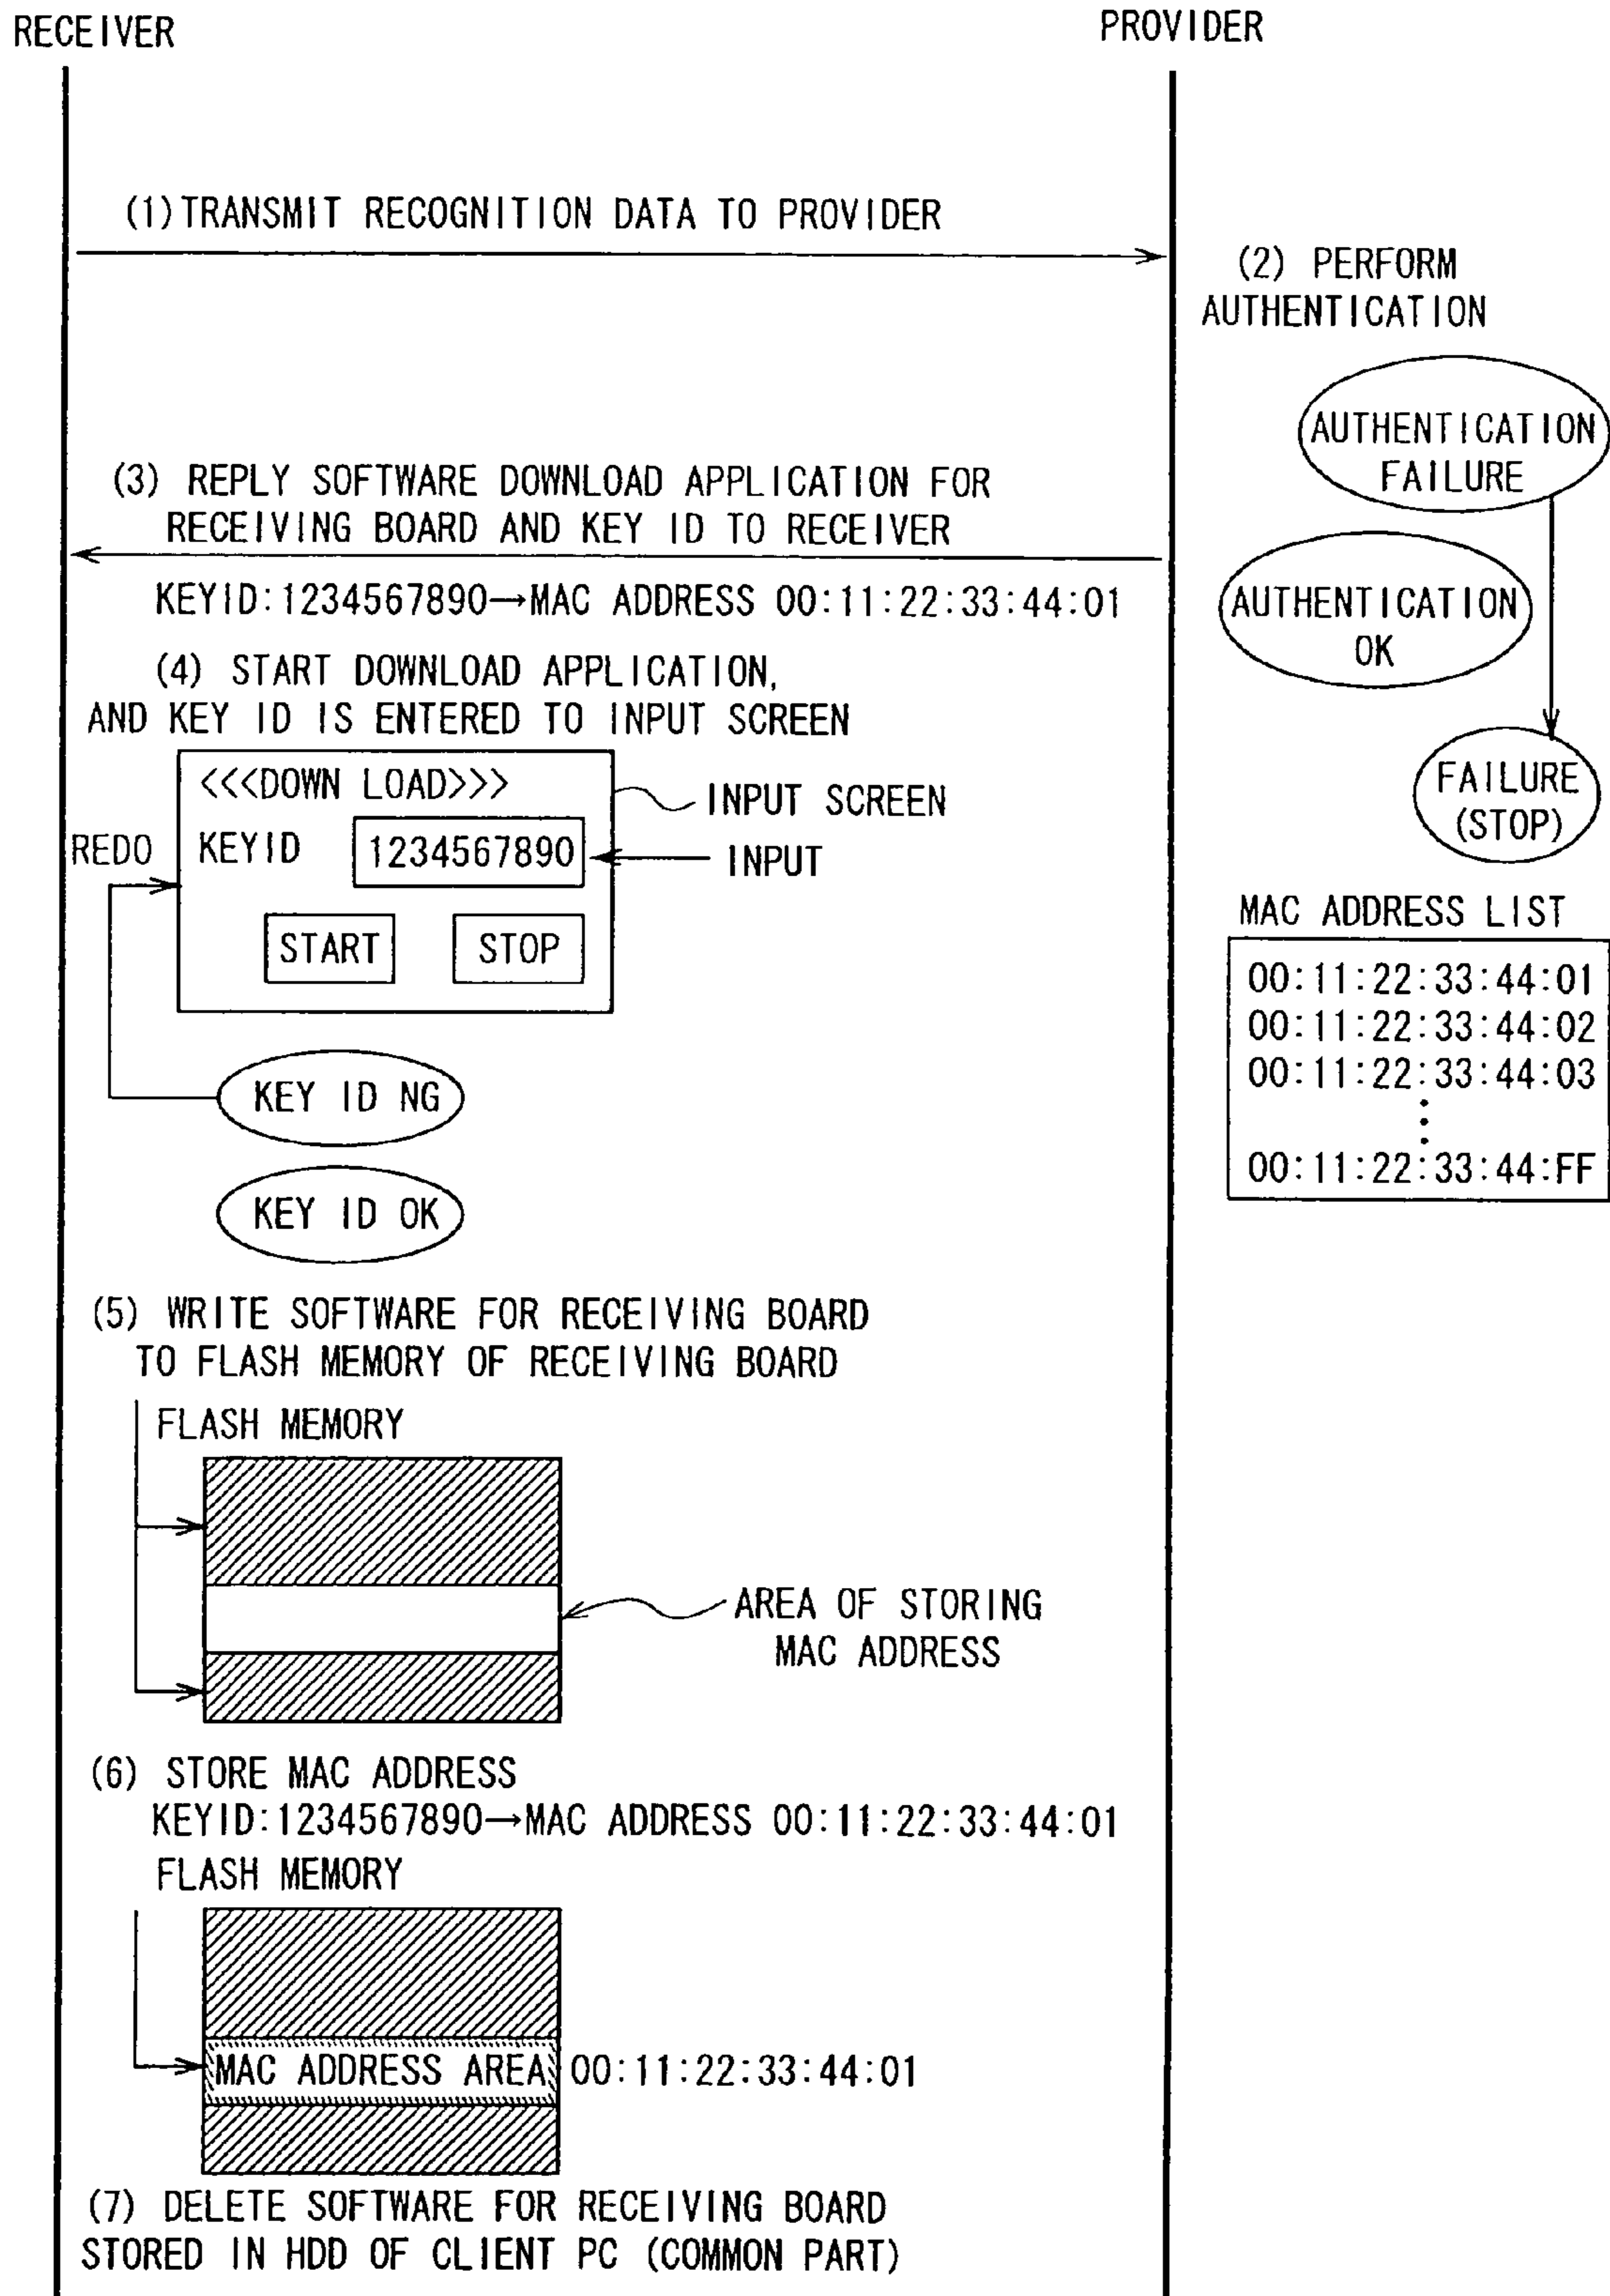 RECEIVER
PROVIDER
(1)TRANSMIT RECOGNITION DATA TO PROVIDER
(2) PERFORM
AUTHENTICATION
AUTHENTICATION
FAILURE
(3) REPLY SOFTWARE DOWNLOAD APPLICATION FOR
RECEIVING BOARD AND KEY ID TO RECEIVER
KEYID:1234567890→MAC ADDRESS 00:11:22:33:44:01
AUTHENTICATION
OK
(4) START DOWNLOAD APPLICATION,
AND KEY ID IS ENTERED TO INPUT SCREEN
FAILURE
(STOP)
<<<DOWN LOAD>>>
INPUT SCREEN
REDO
KEYID
1234567890
INPUT
START
STOP
MAC ADDRESS LIST
00:11:22:33:44:01
00:11:22:33:44:02
00:11:22:33:44:03
00:11:22:33:44:FF
KEY ID NG
KEY ID OK
(5) WRITE SOFTWARE FOR RECEIVING BOARD
TO FLASH MEMORY OF RECEIVING BOARD
FLASH MEMORY
AREA OF STORING
MAC ADDRESS
(6) STORE MAC ADDRESS
KEYID:1234567890→MAC ADDRESS 00:11:22:33:44:01
FLASH MEMORY
MAC ADDRESS AREA
00:11:22:33:44:01
(7) DELETE SOFTWARE FOR RECEIVING BOARD
STORED IN HDD OF CLIENT PC (COMMON PART)